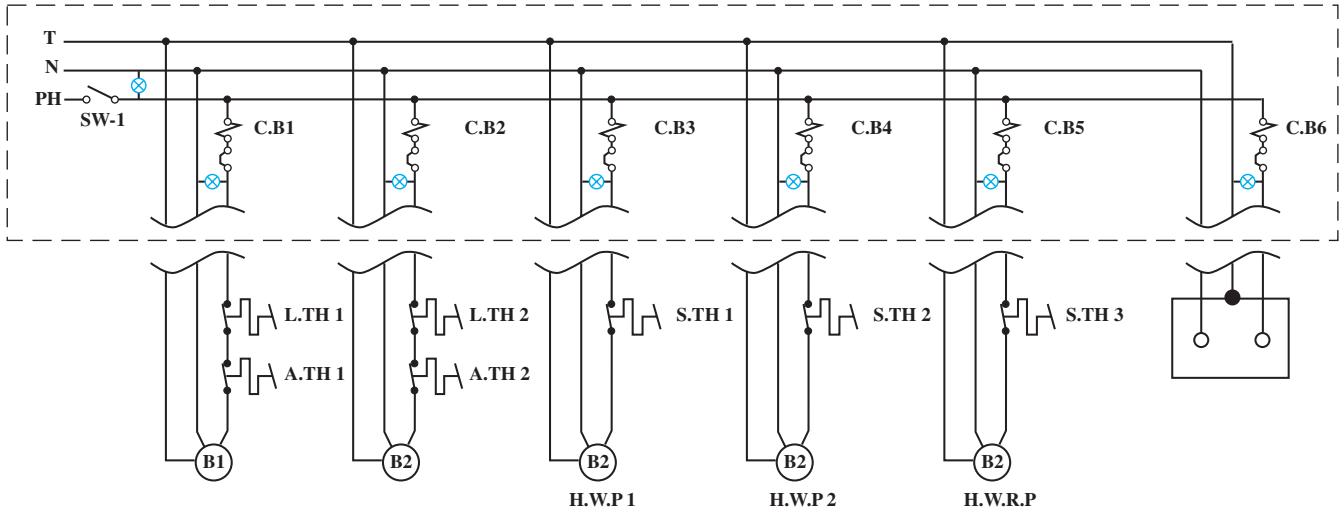 T
N
PH
SW-1
C.B1 C.B2 C.B3 C.B4 C.B5 C.B6
L.TH 1 L.TH 2 S.TH 1 S.TH 2 S.TH 3
A.TH 1 A.TH 2
B1 B2 B2 B2 B2
H.W.P 1 H.W.P 2 H.W.R.P